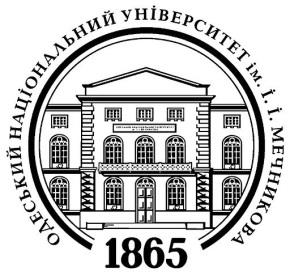 ОДЕСЬКИЙ НАЦІОНАЛЬНИЙ УНІВЕРСИТЕТ ім. І. І. МЕЧНИКОВА
1865